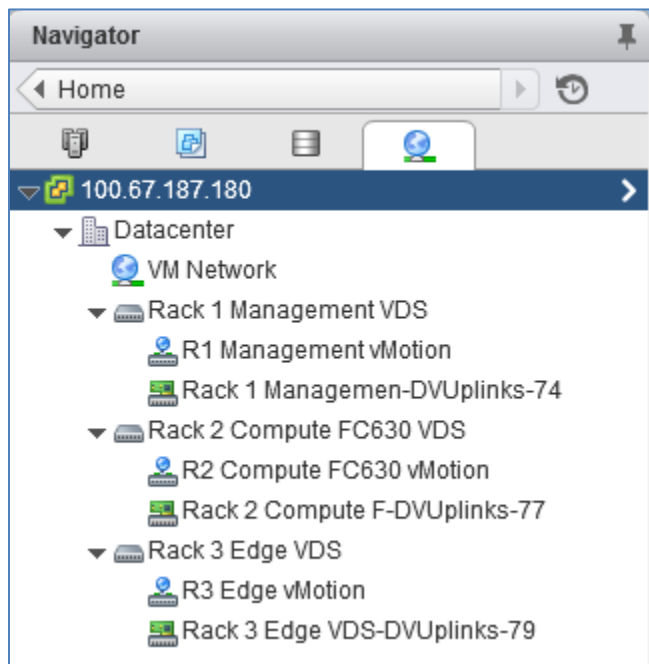 Navigator
Home
100.67.187.180
Datacenter
VM Network
Rack 1 Management VDS
R1 Management vMotion
Rack 1 Managemen-DVUplinks-74
Rack 2 Compute FC630 VDS
R2 Compute FC630 vMotion
Rack 2 Compute F-DVUplinks-77
Rack 3 Edge VDS
R3 Edge vMotion
Rack 3 Edge VDS-DVUplinks-79